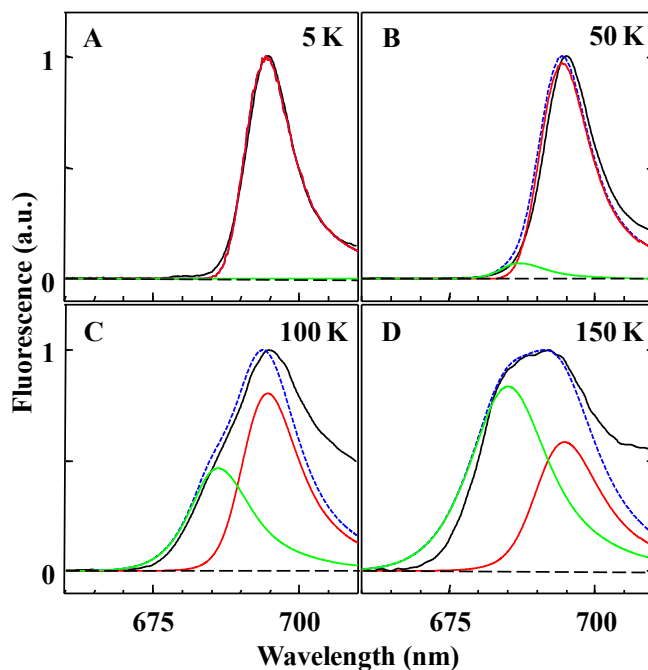 A 5 K B 50 K
1
0
Fluorescence (a.u.)
C 100 K D 150 K
1
0
675 700 675 700
Wavelength (nm)